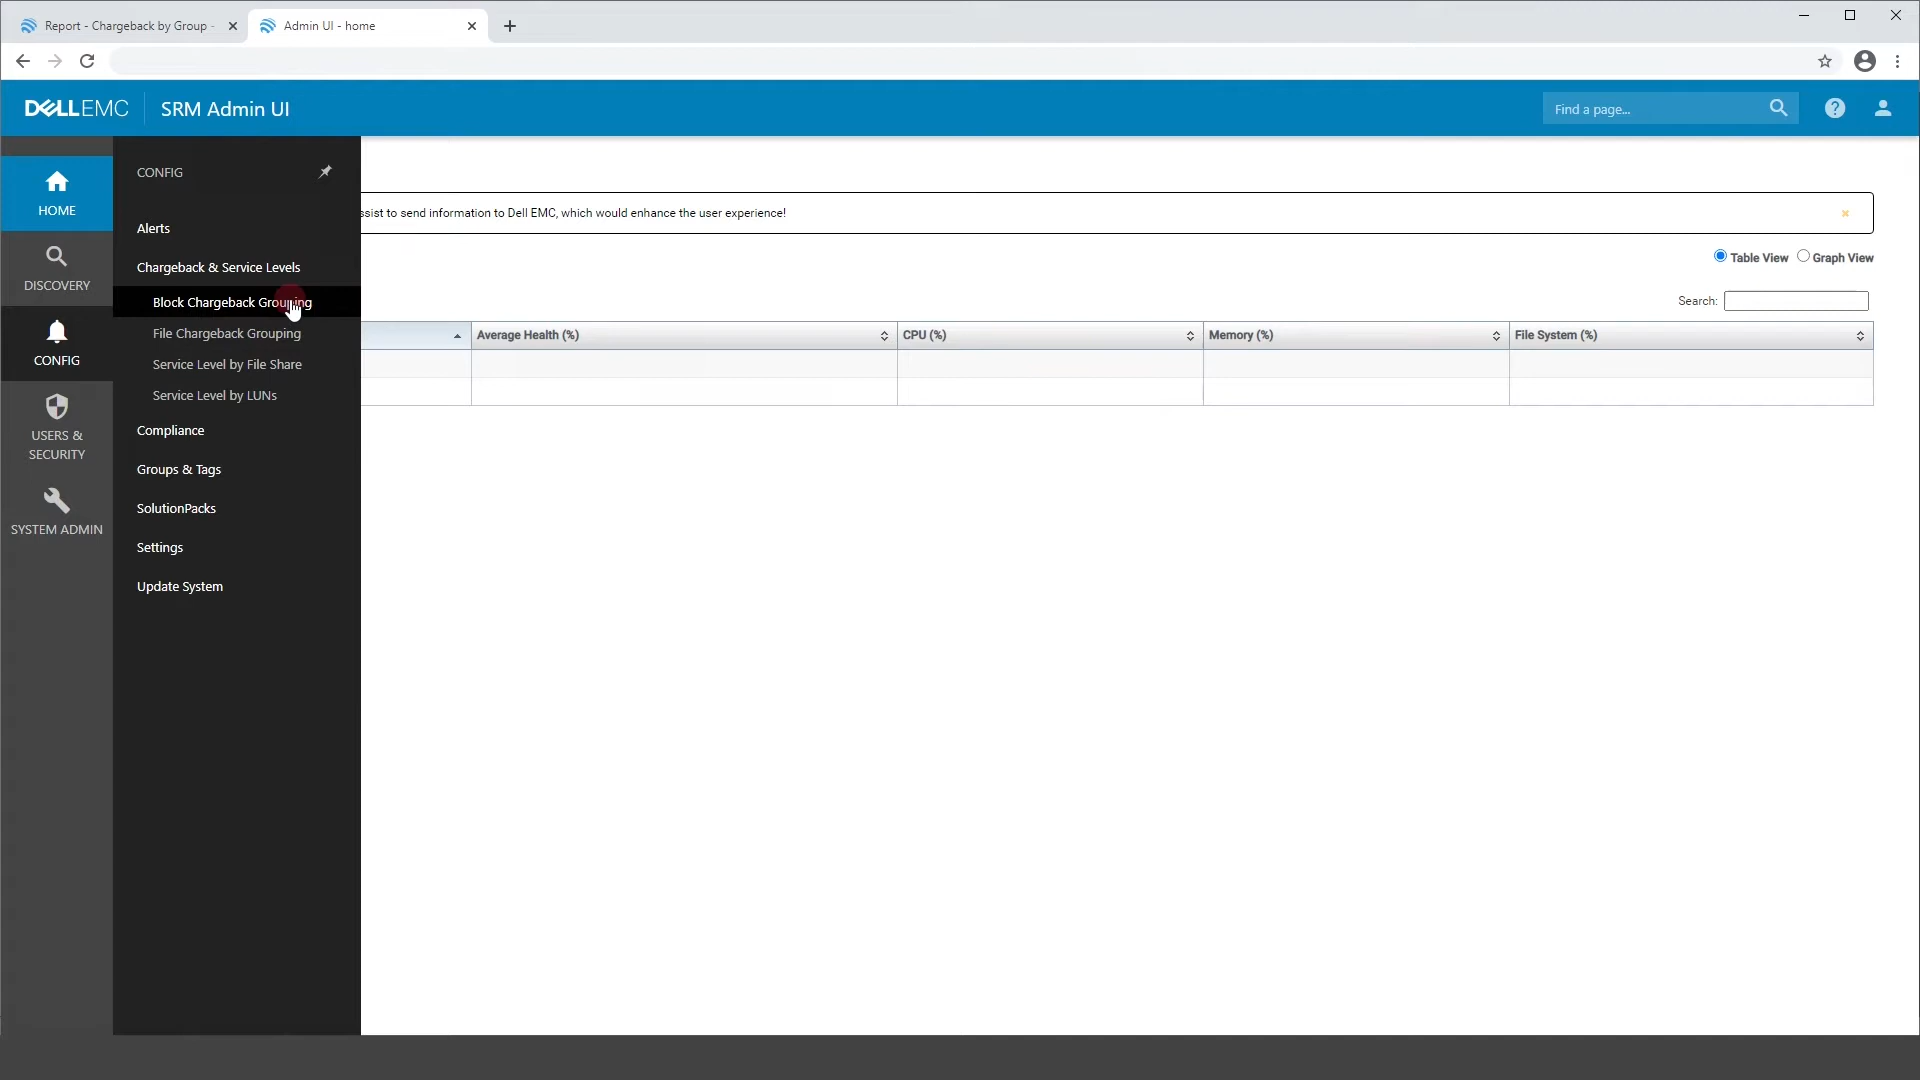 Report - Chargeback by Group -
Admin UI - home
DELLEMC
SRM Admin UI
Find a page...
CONFIG
HOME
ssist to send information to Dell EMC, which would enhance the user experience!
Alerts
Table View
Graph View
Chargeback & Service Levels
DISCOVERY
Block Chargeback Grouping
Search:
File Chargeback Grouping
Average Health (%)
CPU (%)
Memory (%)
File System (%)
CONFIG
Service Level by File Share
Service Level by LUNs
Compliance
USERS &
SECURITY
Groups & Tags
SolutionPacks
SYSTEM ADMIN
Settings
Update System